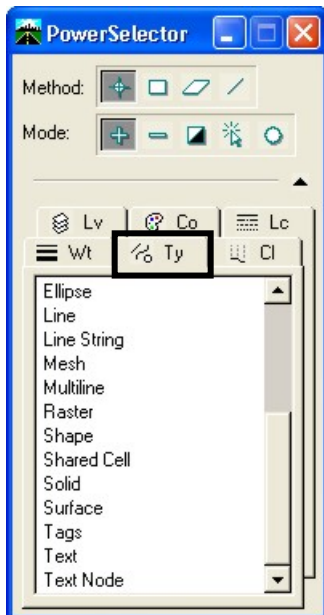 PowerSelector
Method:
Mode:
Lv Co Lc
Wt Ty Cl
Ellipse
Line
Line String
Mesh
Multiline
Raster
Shape
Shared Cell
Solid
Surface
Tags
Text
Text Node